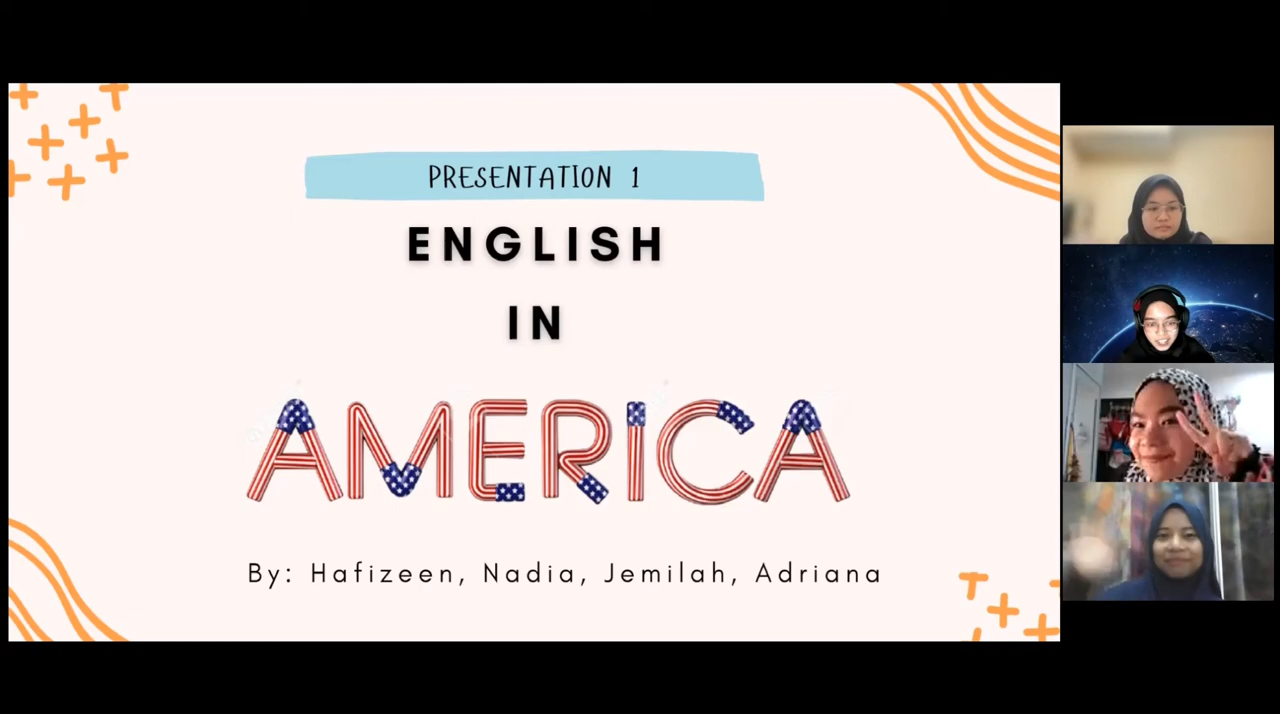 PRESENTATION 1
ENGLISH
IN
AMERICA
By: Hafizeen, Nadia, Jemilah, Adriana